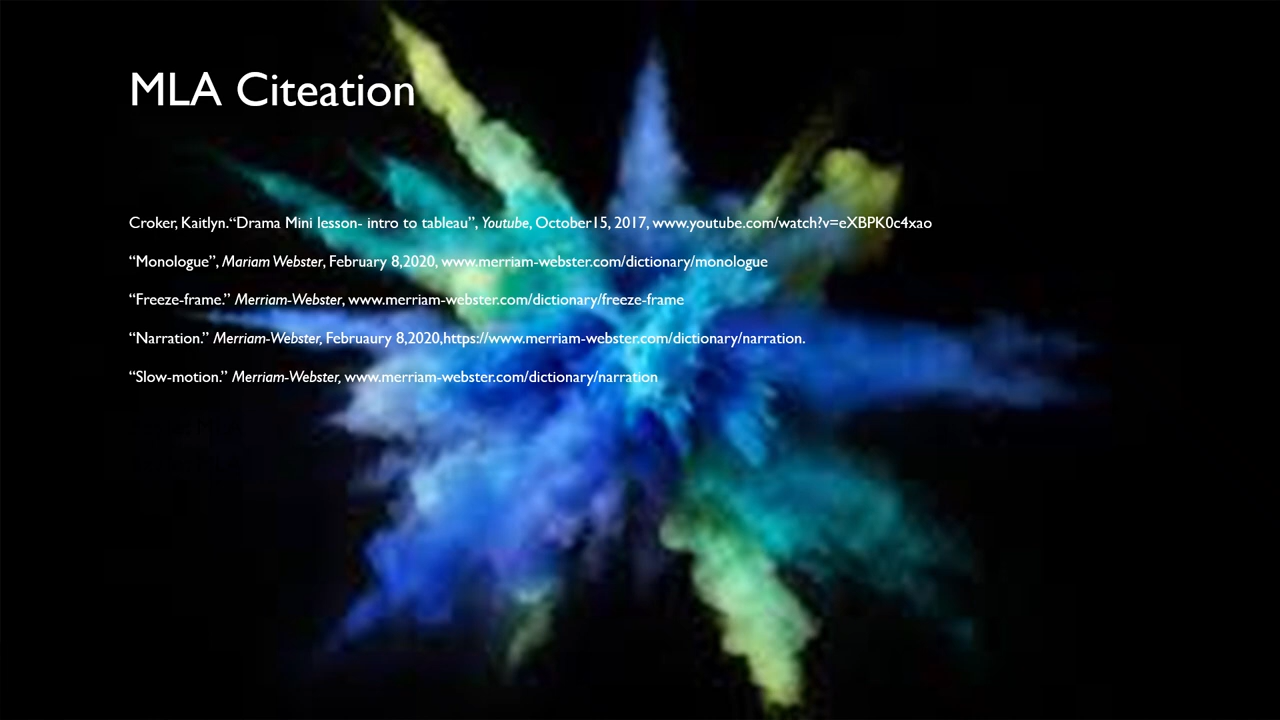 MLA Citeation
Croker, Kaitlyn.“Drama Mini lesson- intro to tableau”, Youtube, October15, 2017, www.youtube.com/watch?v=eXBPK0c4xao
“Monologue”, Mariam Webster, February 8,2020, www.merriam-webster.com/dictionary/monologue
“Freeze-frame.” Merriam-Webster, www.merriam-webster.com/dictionary/freeze-frame
“Narration.” Merriam-Webster, Februaury 8,2020,https://www.merriam-webster.com/dictionary/narration.
“Slow-motion.” Merriam-Webster, www.merriam-webster.com/dictionary/narration